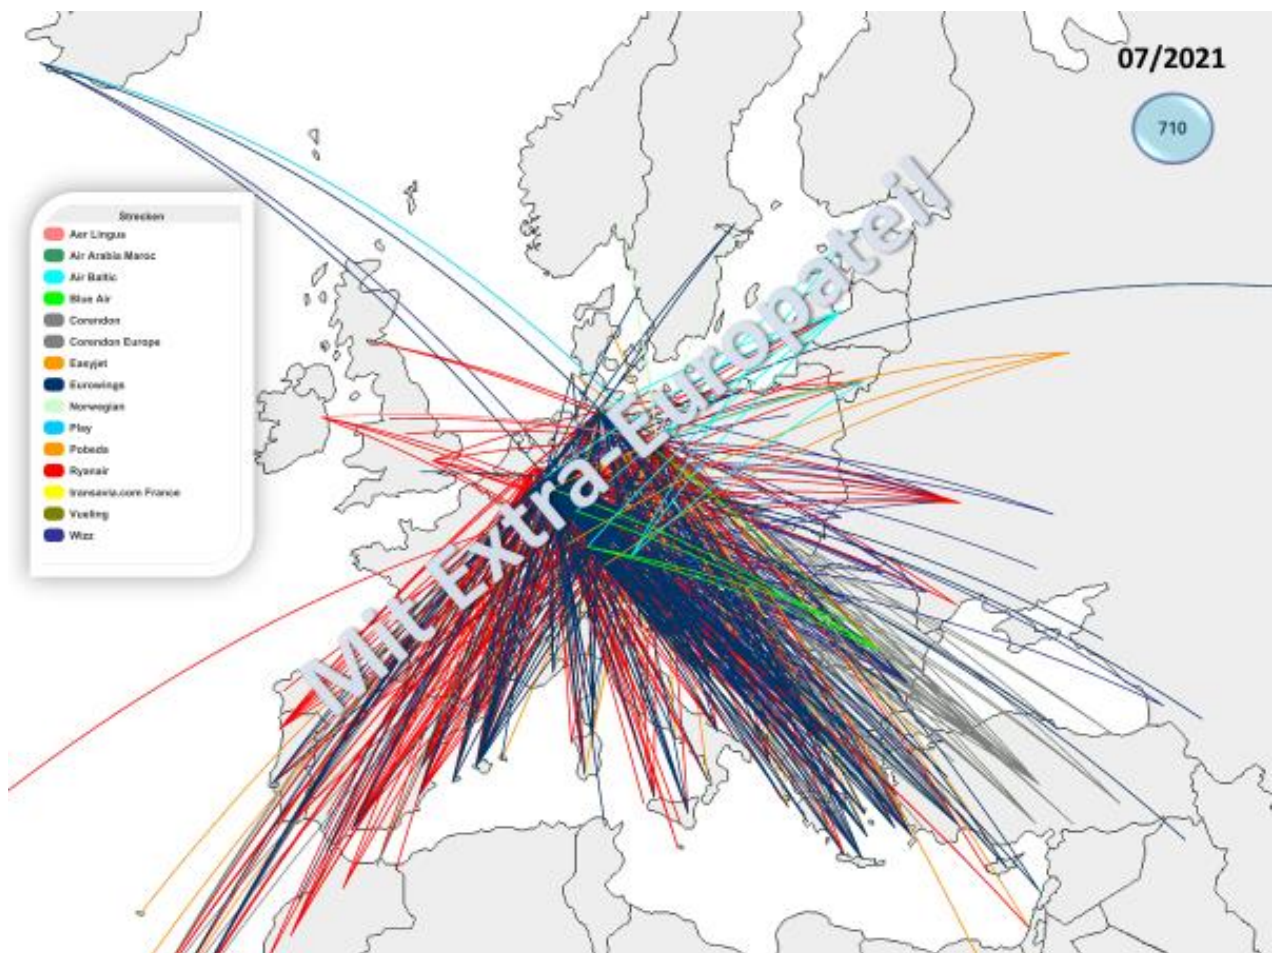 07/2021
710
Strecken
Aer Lingus
Air Arabia Maroc
Air Baltic
Blue Air
Corendon
Corendon Europe
Easyjet
Eurowings
Norwegian
Play
Pobeda
Ryanair
transavia.com France
Vueling
Wizz
Mit Extra-Europateil